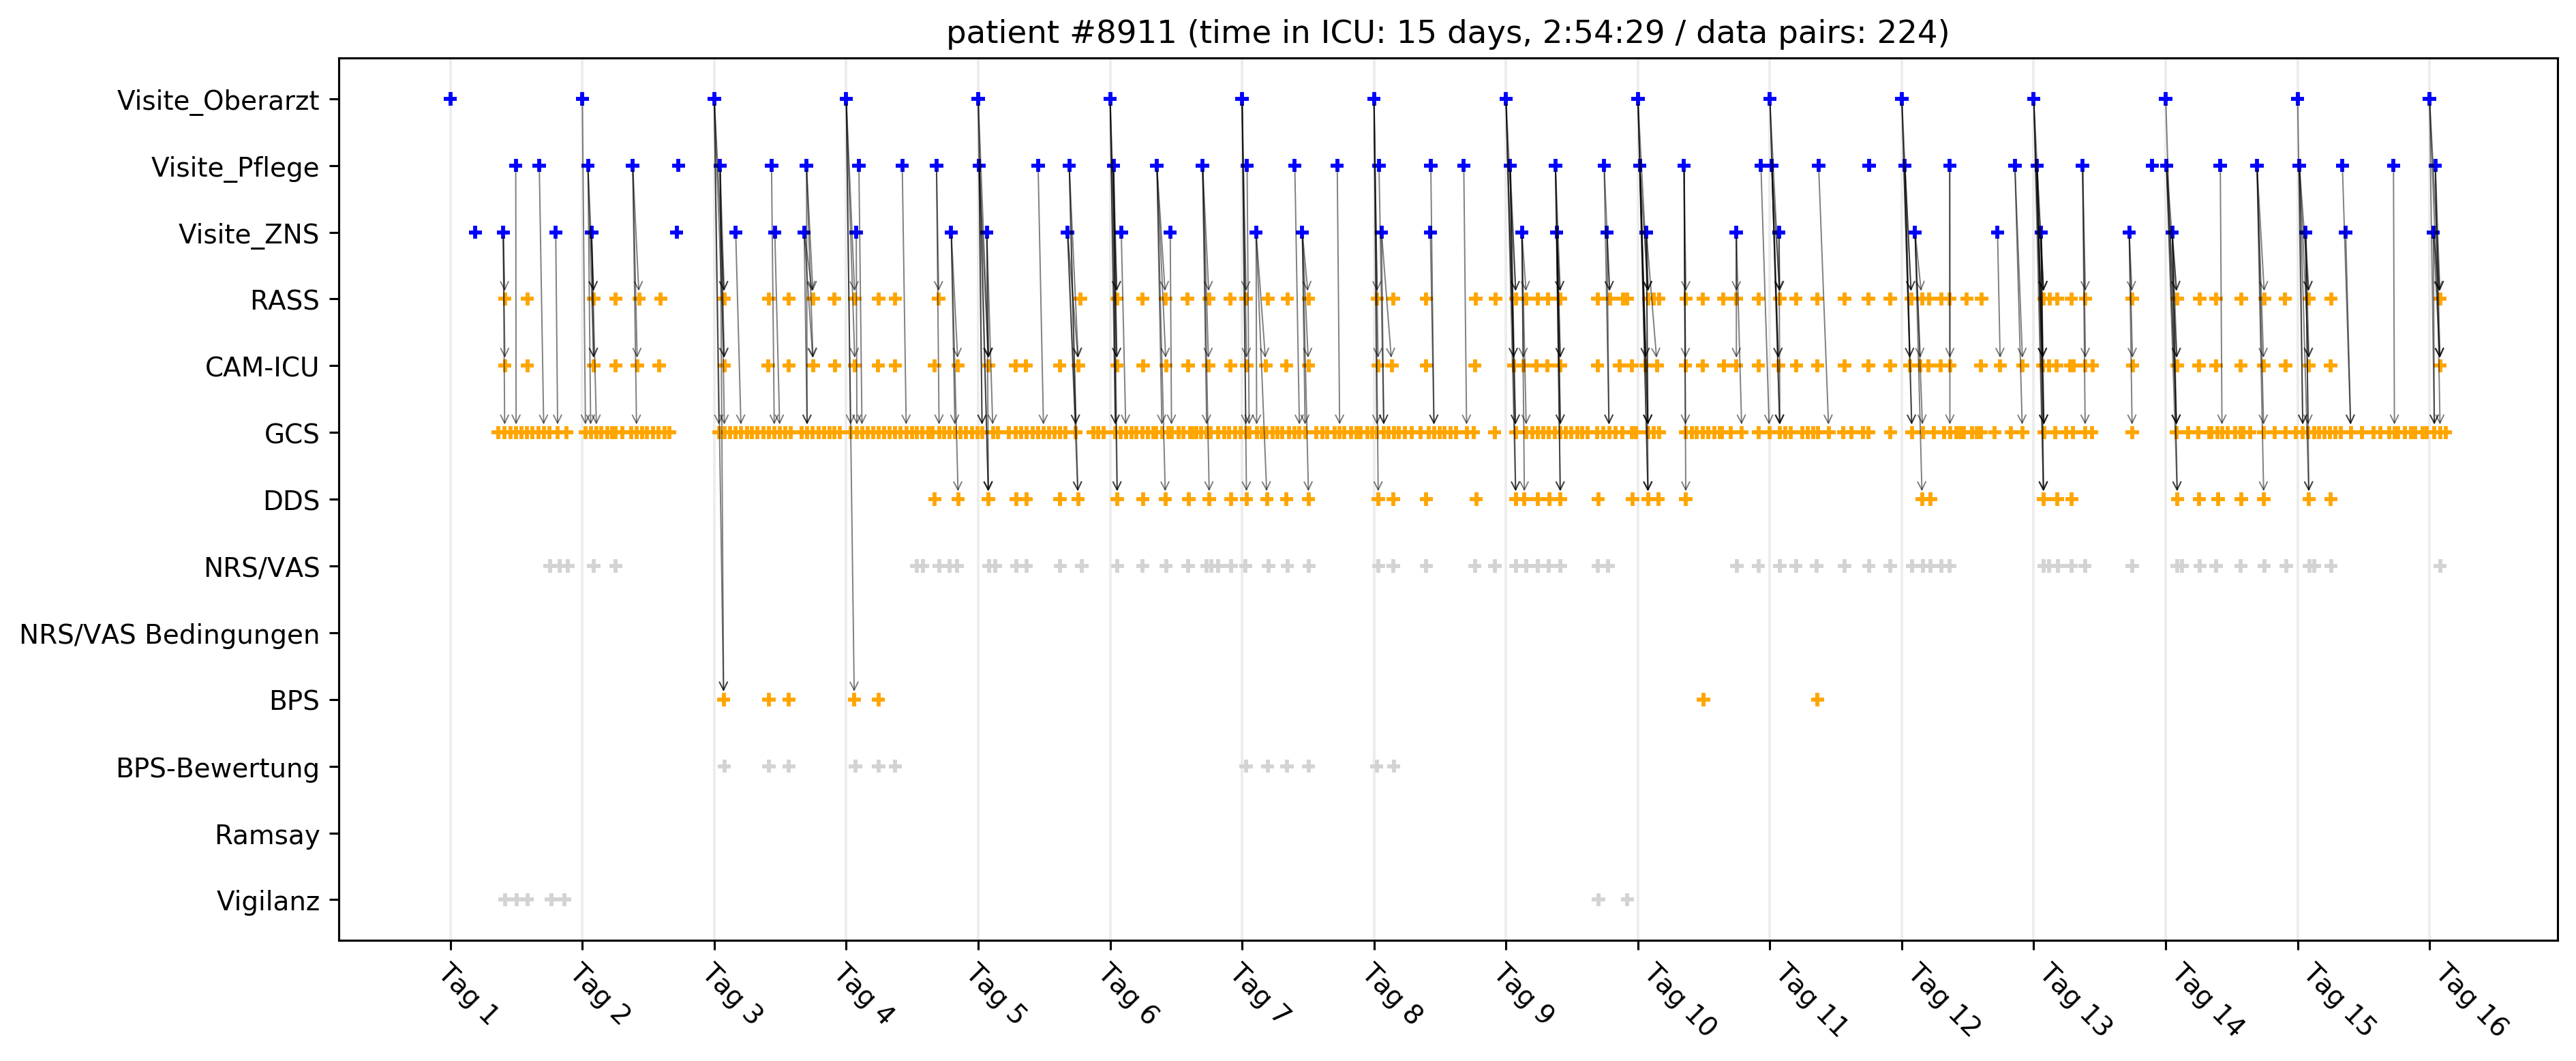 patient #8911 (time in ICU: 15 days, 2:54:29 / data pairs: 224)
Visite_Oberarzt
Visite_Pflege
Visite_ZNS
RASS
CAM-ICU
GCS
DDS
NRS/VAS
NRS/VAS Bedingungen
BPS
BPS-Bewertung
Ramsay
Vigilanz
Tag 1
Tag 2
Tag 3
Tag 4
Tag 5
Tag 6
Tag 7
Tag 8
Tag 9
Tag 10
Tag 11
Tag 12
Tag 13
Tag 14
Tag 15
Tag 16